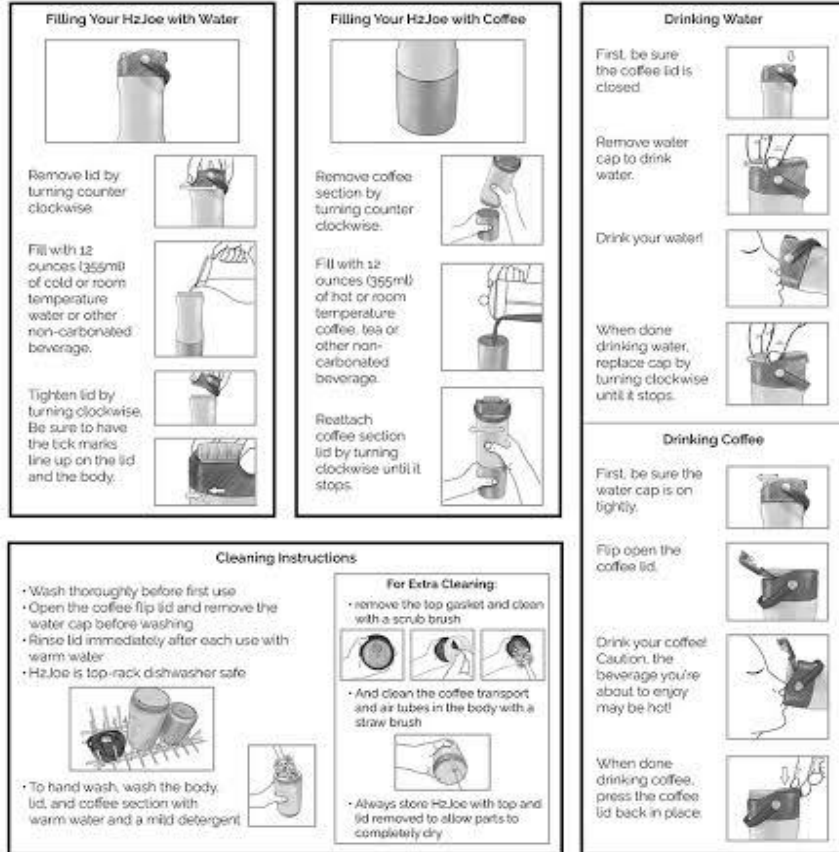 Filling Your H2Joe with Water
Remove lid by
turning counter
clockwise.
Fill with 12
ounces (355ml)
of cold or room
temperature
water or other
non-carbonated
beverage.
Tighten lid by
turning clockwise.
Be sure to have
the tick marks
line up on the lid
and the body.
Filling Your H2Joe with Coffee
Remove coffee
section by
turning counter
clockwise.
Fill with 12
ounces (355ml)
of hot or room
temperature
coffee, tea or
other non-
carbonated
beverage.
Reattach
coffee section
lid by turning
clockwise until it
stops.
Drinking Water
First, be sure
the coffee lid is
closed.
Remove water
cap to drink
water.
Drink your water!
When done
drinking water,
replace cap by
turning clockwise
until it stops.
Drinking Coffee
First, be sure the
water cap is on
tightly.
Flip open the
coffee lid.
Drink your coffee!
Caution, the
beverage you're
about to enjoy
may be hot!
When done
drinking coffee,
press the coffee
lid back in place.
Cleaning Instructions
• Wash thoroughly before first use
• Open the coffee flip lid and remove the
water cap before washing
• Rinse lid immediately after each use with
warm water
• H2Joe is top-rack dishwasher safe
• To hand wash, wash the body,
lid, and coffee section with
warm water and a mild detergent
For Extra Cleaning:
• remove the top gasket and clean
with a scrub brush
• And clean the coffee transport
and air tubes in the body with a
straw brush
• Always store H2Joe with top and
lid removed to allow parts to
completely dry